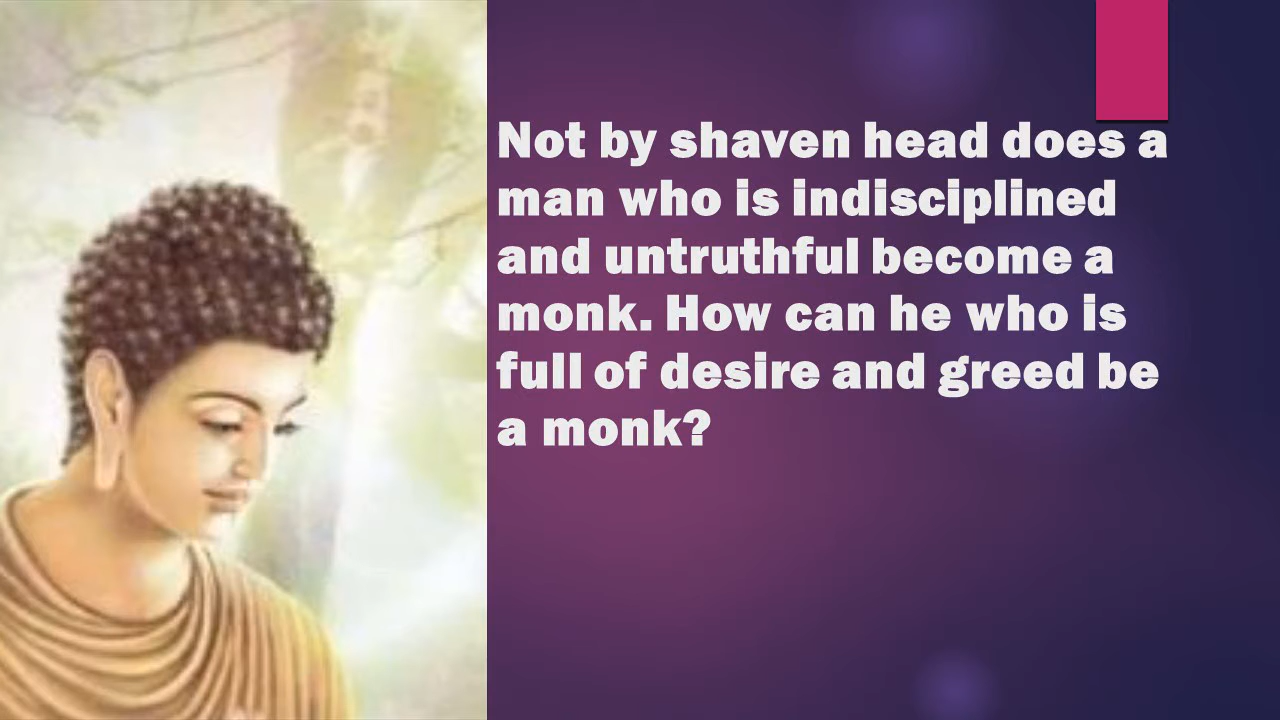 Not by shaven head does a
man who is indisciplined
and untruthful become a
monk. How can he who is
full of desire and greed be
a monk?